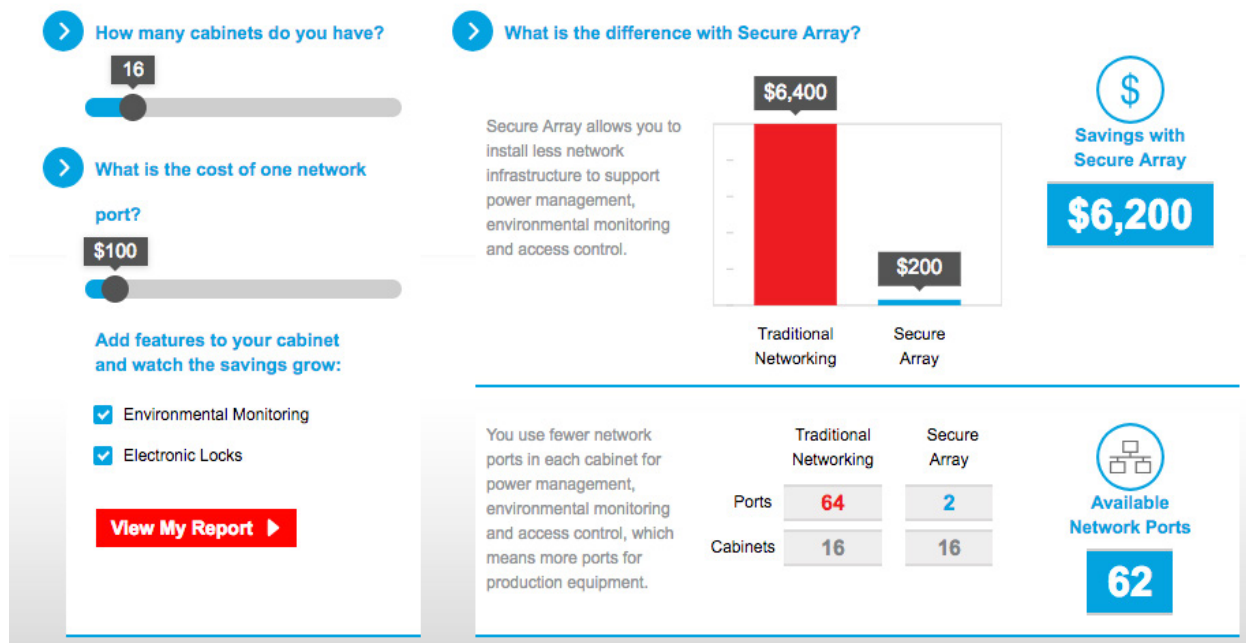 How many cabinets do you have?
16
What is the cost of one network
port?
$100
Add features to your cabinet
and watch the savings grow:
Environmental Monitoring
Electronic Locks
View My Report
What is the difference with Secure Array?
Secure Array allows you to
install less network
infrastructure to support
power management,
environmental monitoring
and access control.
$6,400
$200
Traditional
Networking
Secure
Array
$
Savings with
Secure Array
$6,200
You use fewer network
ports in each cabinet for
power management,
environmental monitoring
and access control, which
means more ports for
production equipment.
Traditional
Networking
Secure
Array
Ports 64 2
Cabinets 16 16
Available
Network Ports
62